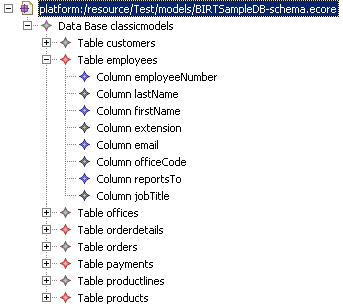 platform:/resource/Test/models/BIRTSampleDB-schema.ecore
Data Base classicmodels
Table customers
Table employees
Column employeeNumber
Column lastName
Column firstName
Column extension
Column email
Column officeCode
Column reportsTo
Column jobTitle
Table offices
Table orderdetails
Table orders
Table payments
Table productlines
Table products